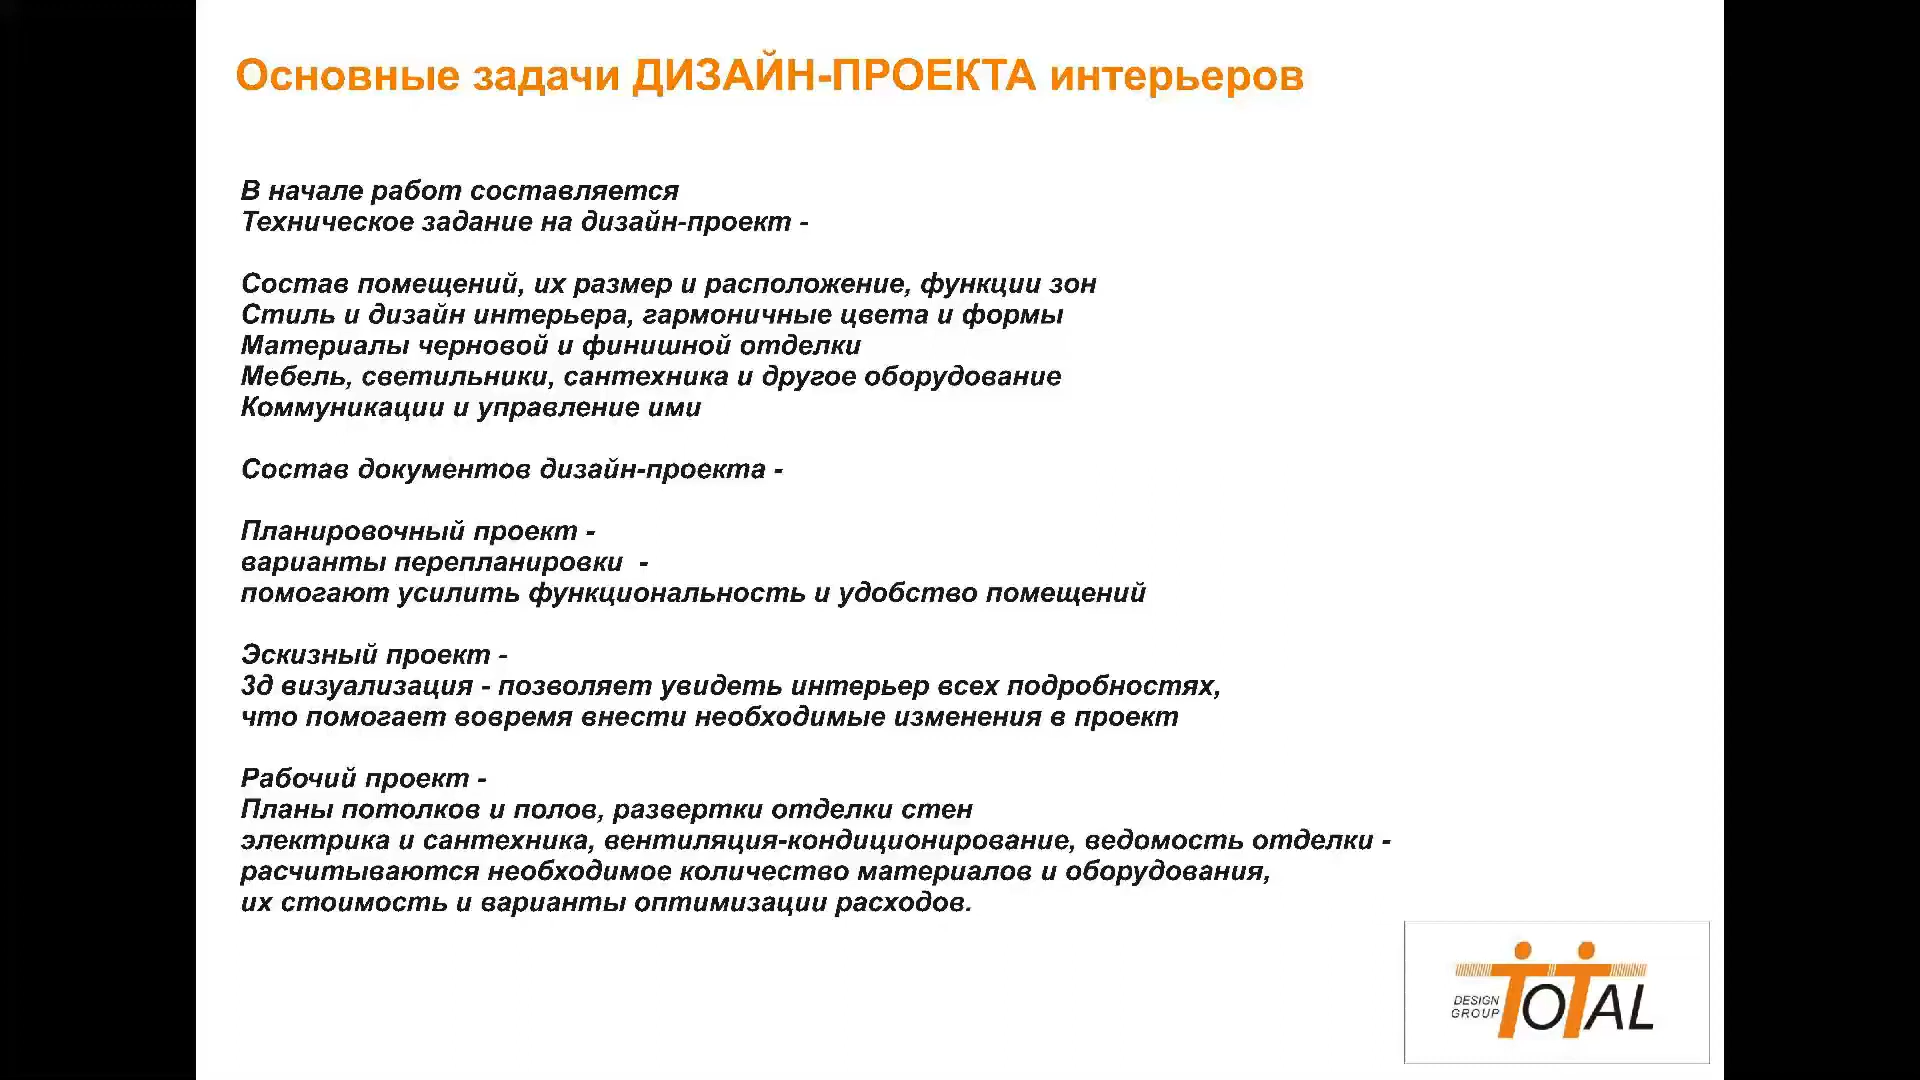 Основные задачи ДИЗАЙН-ПРОЕКТА интерьеров
В начале работ составляется
Техническое задание на дизайн-проект -
Состав помещений, их размер и расположение, функции зон
Стиль и дизайн интерьера, гармоничные цвета и формы
Материалы черновой и финишной отделки
Мебель, светильники, сантехника и другое оборудование
Коммуникации и управление ими
Состав документов дизайн-проекта -
Планировочный проект -
варианты перепланировки  -
помогают усилить функциональность и удобство помещений
Эскизный проект -
3д визуализация - позволяет увидеть интерьер всех подробностях,
что помогает вовремя внести необходимые изменения в проект
Рабочий проект -
Планы потолков и полов, развертки отделки стен
электрика и сантехника, вентиляция-кондиционирование, ведомость отделки -
расчитываются необходимое количество материалов и оборудования,
их стоимость и варианты оптимизации расходов.
DESIGN
GROUP
TOTAL